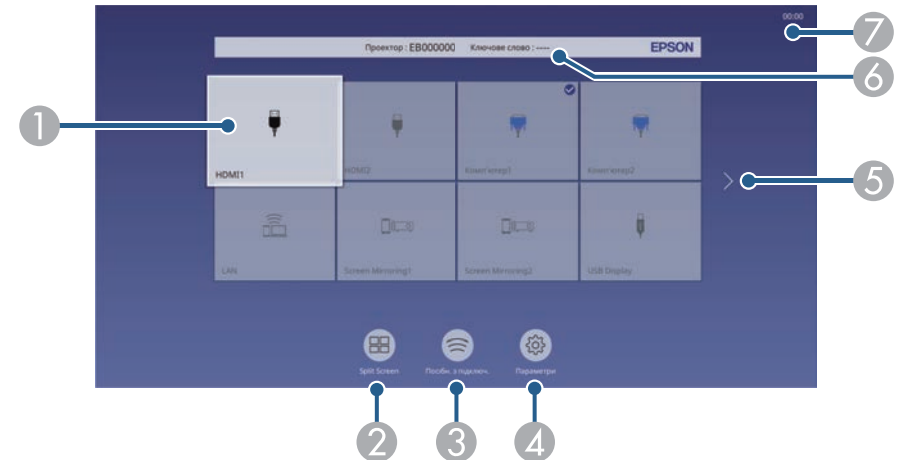 00:00
7
Проектор : EB000000 Ключове слово : ----
EPSON
6
1
HDMI1
HDMI2
Комп'ютер1
Комп'ютер2
5
LAN
Screen Mirroring1
Screen Mirroring2
USB Display
Split Screen
Посібн. з підключ.
Параметри
2
3
4